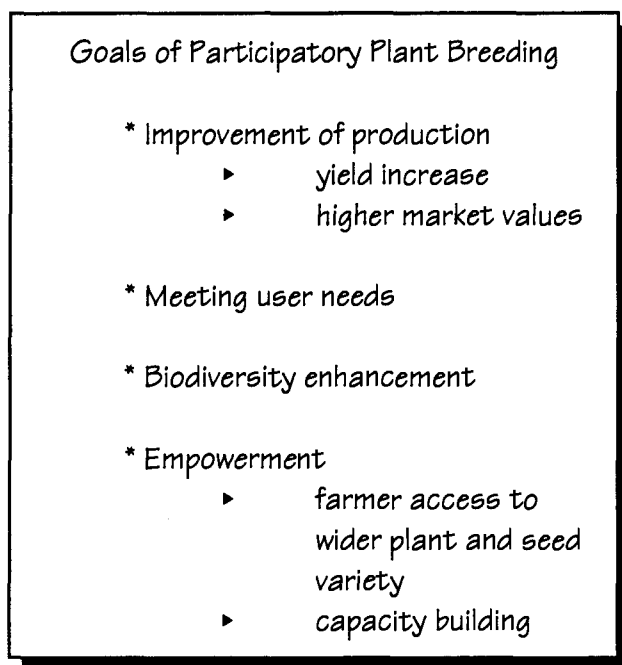 Goals of Participatory Plant Breeding
* Improvement of production
▸ yield increase
▸ higher market values
* Meeting user needs
* Biodiversity enhancement
* Empowerment
▸ farmer access to
wider plant and seed
variety
▸ capacity building